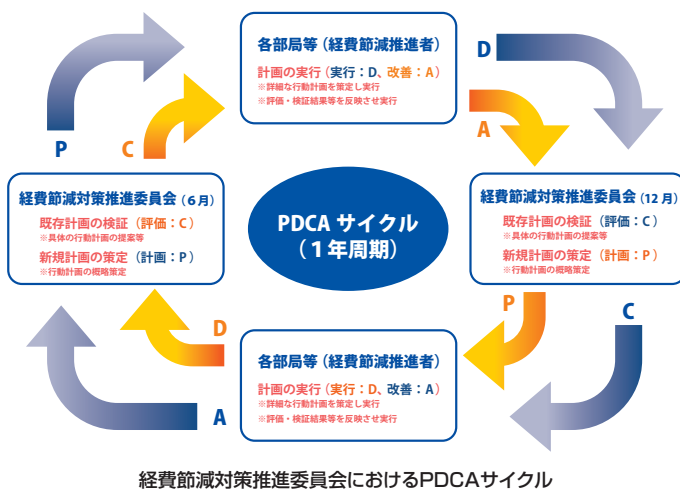 各部局等（経費節減推進者）
計画の実行（実行：D、改善：A）
※詳細な行動計画を策定し実行
※評価・検証結果等を反映させ実行
D
A
P
C
経費節減対策推進委員会（6月）
既存計画の検証（評価：C）
※具体の行動計画の提案等
新規計画の策定（計画：P）
※行動計画の概略策定
PDCA サイクル
（１年周期）
経費節減対策推進委員会（12月）
既存計画の検証（評価：C）
※具体の行動計画の提案等
新規計画の策定（計画：P）
※行動計画の概略策定
P
C
D
A
各部局等（経費節減推進者）
計画の実行（実行：D、改善：A）
※詳細な行動計画を策定し実行
※評価・検証結果等を反映させ実行
経費節減対策推進委員会におけるPDCAサイクル